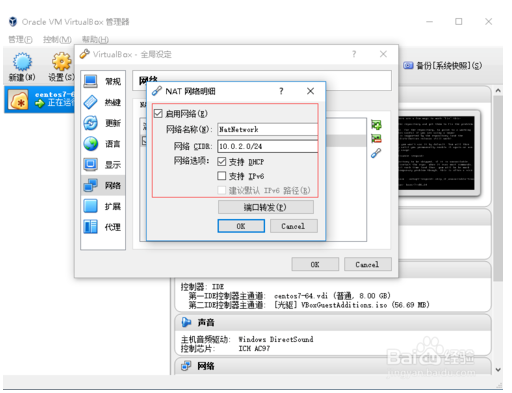 Oracle VM VirtualBox 管理器
管理(F) 控制(M) 帮助(H)
新建(N) 设置(S) 备份[系统快照](S)
centos7-6
正在运
VirtualBox - 全局设定
常规
热键
更新
语言
显示
网络
扩展
代理
网络
NAT 网络明细
启用网络(E)
网络名称(N): NatNetwork
网络 CIDR: 10.0.2.0/24
网络选项: 支持 DHCP
支持 IPv6
建议默认 IPv6 路径(R)
端口转发(P)
OK Cancel
OK Cancel
控制器: IDE
第一IDE控制器主通道: centos7-64.vdi (普通, 8.00 GB)
第二IDE控制器主通道: [光驱] VBoxGuestAdditions.iso (56.69 MB)
声音
主机音频驱动: Windows DirectSound
控制芯片: ICH AC97
网络
Baidu 经验